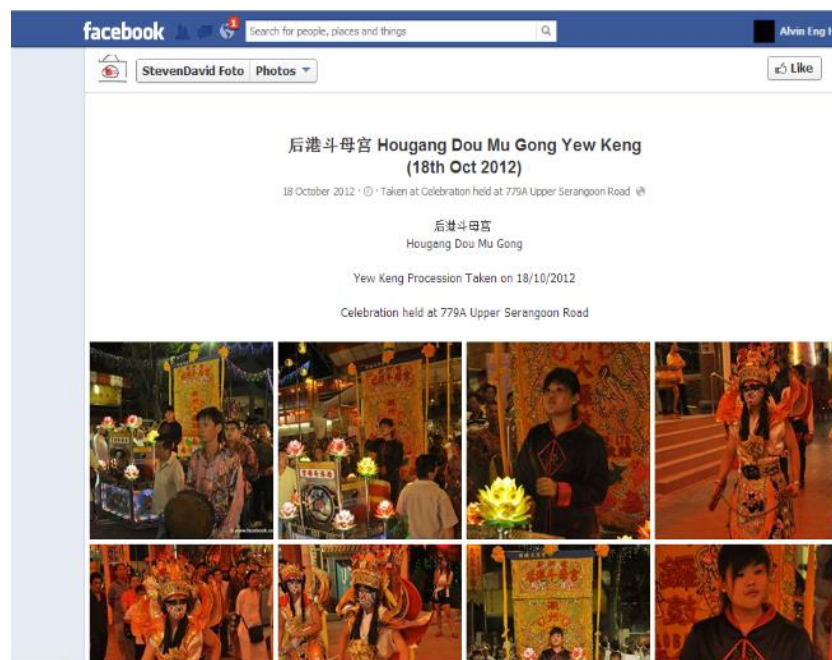 facebook
1
Search for people, places and things
Alvin Eng H
StevenDavid Foto Photos
Like
后港斗母宫 Hougang Dou Mu Gong Yew Keng
(18th Oct 2012)
18 October 2012 · Taken at Celebration held at 779A Upper Serangoon Road
后港斗母宫
Hougang Dou Mu Gong
Yew Keng Procession Taken on 18/10/2012
Celebration held at 779A Upper Serangoon Road